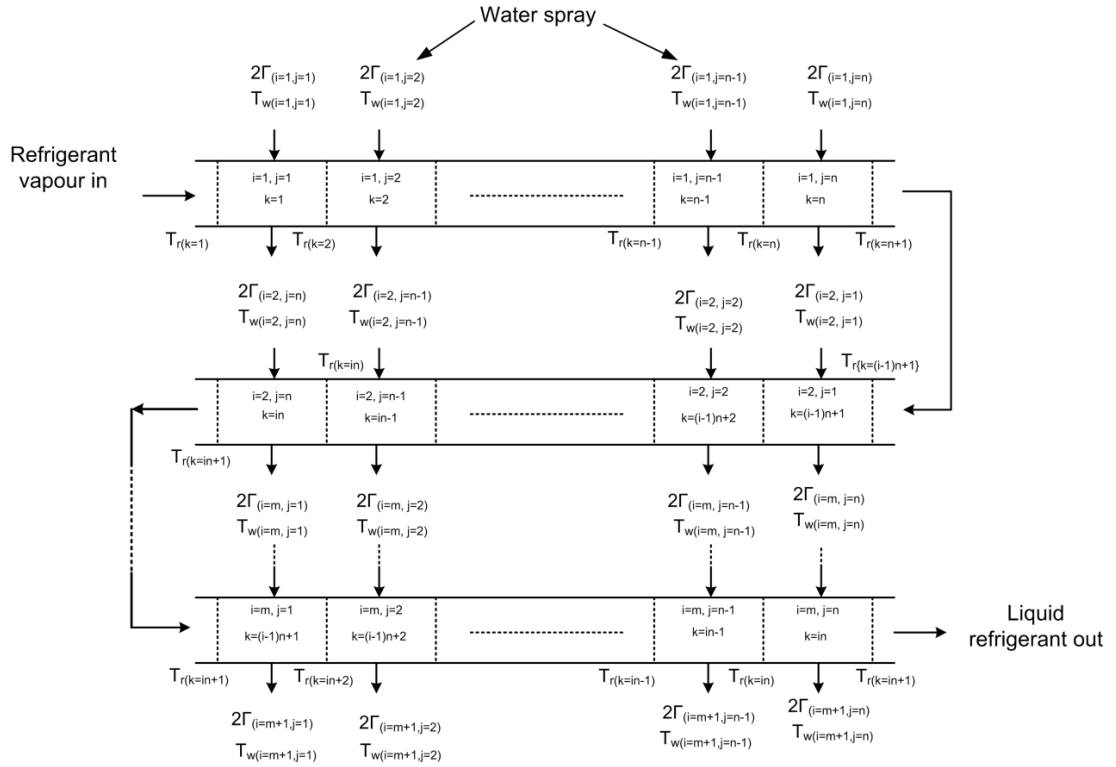 Water spray
2Γ(i=1,j=1) 2Γ(i=1,j=2) 2Γ(i=1,j=n-1) 2Γ(i=1,j=n)
Tw(i=1,j=1) Tw(i=1,j=2) Tw(i=1,j=n-1) Tw(i=1,j=n)
Refrigerant
vapour in
i=1, j=1 i=1, j=2 i=1, j=n-1 i=1, j=n
k=1 k=2 k=n-1 k=n
Tr(k=1) Tr(k=2) Tr(k=n-1) Tr(k=n) Tr(k=n+1)
2Γ(i=2, j=n) 2Γ(i=2, j=n-1) 2Γ(i=2, j=2) 2Γ(i=2, j=1)
Tw(i=2, j=n) Tw(i=2, j=n-1) Tw(i=2, j=2) Tw(i=2, j=1)
Tr(k=in) Tr{k=(i-1)n+1}
i=2, j=n i=2, j=n-1 i=2, j=2 i=2, j=1
k=in k=in-1 k=(i-1)n+2 k=(i-1)n+1
Tr(k=in+1)
2Γ(i=m, j=1) 2Γ(i=m, j=2) 2Γ(i=m, j=n-1) 2Γ(i=m, j=n)
Tw(i=m, j=1) Tw(i=m, j=2) Tw(i=m, j=n-1) Tw(i=m, j=n)
i=m, j=1 i=m, j=2 i=m, j=n-1 i=m, j=n
k=(i-1)n+1 k=(i-1)n+2 k=in-1 k=in
Liquid
refrigerant out
Tr(k=in+1) Tr(k=in+2) Tr(k=in-1) Tr(k=in) Tr(k=in+1)
2Γ(i=m+1,j=1) 2Γ(i=m+1,j=2) 2Γ(i=m+1,j=n-1) 2Γ(i=m+1,j=n)
Tw(i=m+1,j=1) Tw(i=m+1,j=2) Tw(i=m+1,j=n-1) Tw(i=m+1,j=n)